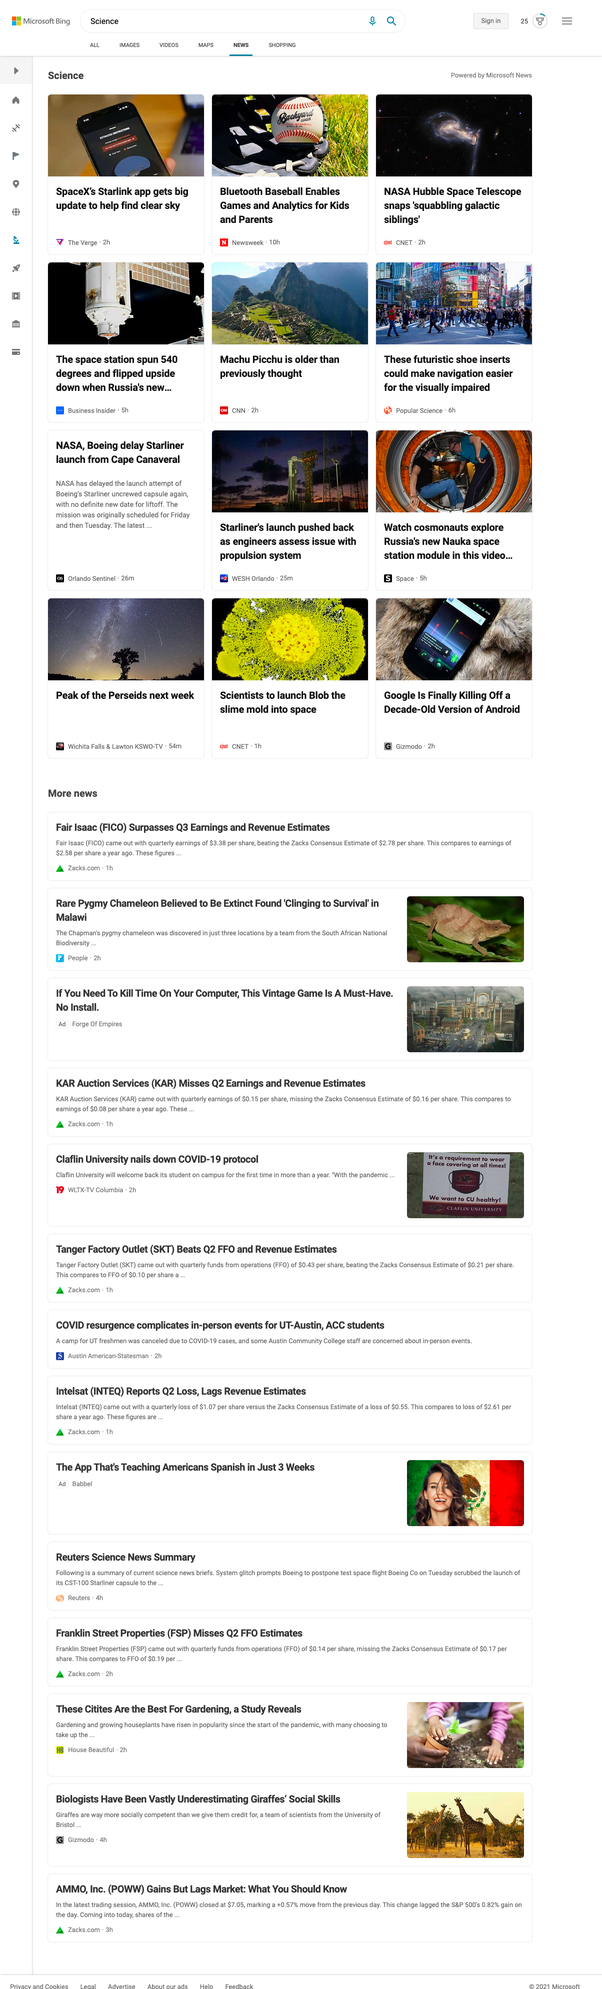 Microsoft Bing
Science
Sign in
25
ALL IMAGES VIDEOS MAPS NEWS SHOPPING
Science
Powered by Microsoft News
SpaceX's Starlink app gets big
update to help find clear sky
The Verge · 2h
Backyard
Bluetooth Baseball Enables
Games and Analytics for Kids
and Parents
Newsweek · 10h
NASA Hubble Space Telescope
snaps 'squabbling galactic
siblings'
CNET · 2h
The space station spun 540
degrees and flipped upside
down when Russia's new...
Business Insider · 5h
Machu Picchu is older than
previously thought
CNN · 2h
These futuristic shoe inserts
could make navigation easier
for the visually impaired
Popular Science · 6h
NASA, Boeing delay Starliner
launch from Cape Canaveral
NASA has delayed the launch attempt of
Boeing's Starliner uncrewed capsule again,
with no definite new date for liftoff. The
mission was originally scheduled for Friday
and then Tuesday. The latest ...
Orlando Sentinel · 26m
Starliner's launch pushed back
as engineers assess issue with
propulsion system
WESH Orlando · 25m
Watch cosmonauts explore
Russia's new Nauka space
station module in this video...
Space · 5h
Peak of the Perseids next week
Wichita Falls & Lawton KSWO-TV · 54m
Scientists to launch Blob the
slime mold into space
CNET · 1h
Google Is Finally Killing Off a
Decade-Old Version of Android
Gizmodo · 2h
More news
Fair Isaac (FICO) Surpasses Q3 Earnings and Revenue Estimates
Fair Isaac (FICO) came out with quarterly earnings of $3.38 per share, beating the Zacks Consensus Estimate of $2.78 per share. This compares to earnings of
$2.58 per share a year ago. These figures ...
Zacks.com · 1h
Rare Pygmy Chameleon Believed to Be Extinct Found 'Clinging to Survival' in
Malawi
The Chapman's pygmy chameleon was discovered in just three locations by a team from the South African National
Biodiversity ...
People · 2h
If You Need To Kill Time On Your Computer, This Vintage Game Is A Must-Have.
No Install.
Ad Forge Of Empires
KAR Auction Services (KAR) Misses Q2 Earnings and Revenue Estimates
KAR Auction Services (KAR) came out with quarterly earnings of $0.15 per share, missing the Zacks Consensus Estimate of $0.16 per share. This compares to
earnings of $0.08 per share a year ago. These ...
Zacks.com · 1h
Claflin University nails down COVID-19 protocol
Claflin University will welcome back its student on campus for the first time in more than a year. "With the pandemic ...
WLTX-TV Columbia · 2h
It's a requirement to wear
a face covering at all times!
We want to CU healthy!
CLAFLIN UNIVERSITY
Tanger Factory Outlet (SKT) Beats Q2 FFO and Revenue Estimates
Tanger Factory Outlet (SKT) came out with quarterly funds from operations (FFO) of $0.43 per share, beating the Zacks Consensus Estimate of $0.21 per share.
This compares to FFO of $0.10 per share a ...
Zacks.com · 1h
COVID resurgence complicates in-person events for UT-Austin, ACC students
A camp for UT freshmen was canceled due to COVID-19 cases, and some Austin Community College staff are concerned about in-person events.
Austin American-Statesman · 2h
Intelsat (INTEQ) Reports Q2 Loss, Lags Revenue Estimates
Intelsat (INTEQ) came out with a quarterly loss of $1.07 per share versus the Zacks Consensus Estimate of a loss of $0.55. This compares to loss of $2.61 per
share a year ago. These figures are ...
Zacks.com · 1h
The App That's Teaching Americans Spanish in Just 3 Weeks
Ad Babbel
Reuters Science News Summary
Following is a summary of current science news briefs. System glitch prompts Boeing to postpone test space flight Boeing Co on Tuesday scrubbed the launch of
its CST-100 Starliner capsule to the ...
Reuters · 4h
Franklin Street Properties (FSP) Misses Q2 FFO Estimates
Franklin Street Properties (FSP) came out with quarterly funds from operations (FFO) of $0.14 per share, missing the Zacks Consensus Estimate of $0.17 per
share. This compares to FFO of $0.19 per ...
Zacks.com · 2h
These Citites Are the Best For Gardening, a Study Reveals
Gardening and growing houseplants have risen in popularity since the start of the pandemic, with many choosing to
take up the ...
House Beautiful · 2h
Biologists Have Been Vastly Underestimating Giraffes' Social Skills
Giraffes are way more socially competent than we give them credit for, a team of scientists from the University of
Bristol ...
Gizmodo · 4h
AMMO, Inc. (POWW) Gains But Lags Market: What You Should Know
In the latest trading session, AMMO, Inc. (POWW) closed at $7.05, marking a +0.57% move from the previous day. This change lagged the S&P 500's 0.82% gain on
the day. Coming into today, shares of the ...
Zacks.com · 3h
Privacy and Cookies Legal Advertise About our ads Help Feedback
© 2021 Microsoft